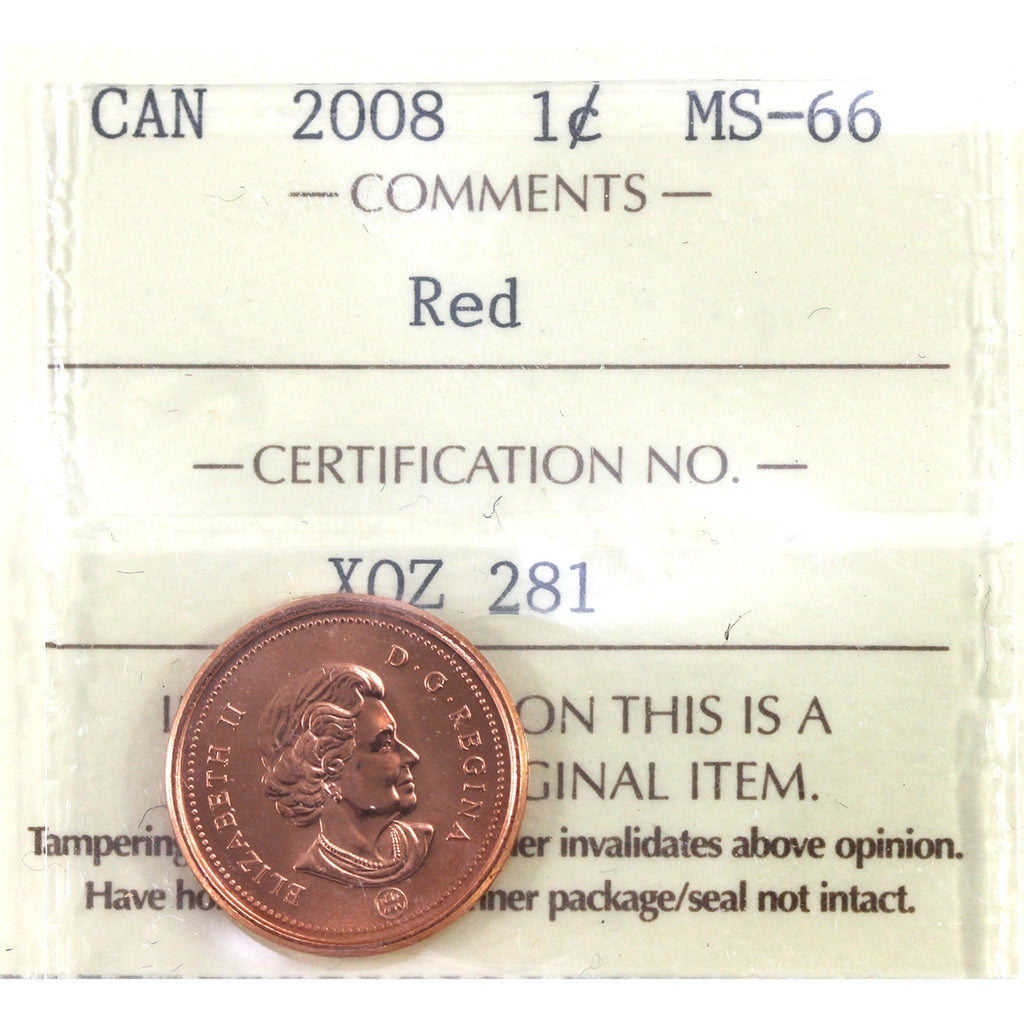 CAN 2008 1¢ MS-66
— COMMENTS —
Red
— CERTIFICATION NO. —
XOZ 281
ON THIS IS A
GINAL ITEM.
Tampering er invalidates above opinion.
Have ho nner package/seal not intact.
ELIZABETH II D·G·REGINA